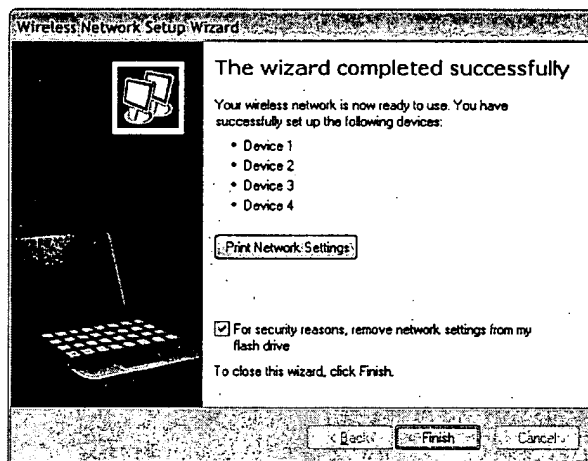 Wireless Network Setup Wizard
The wizard completed successfully
Your wireless network is now ready to use. You have
successfully set up the following devices:
• Device 1
• Device 2
• Device 3
• Device 4
Print Network Settings
For security reasons, remove network settings from my
flash drive
To close this wizard, click Finish.
< Back Finish Cancel